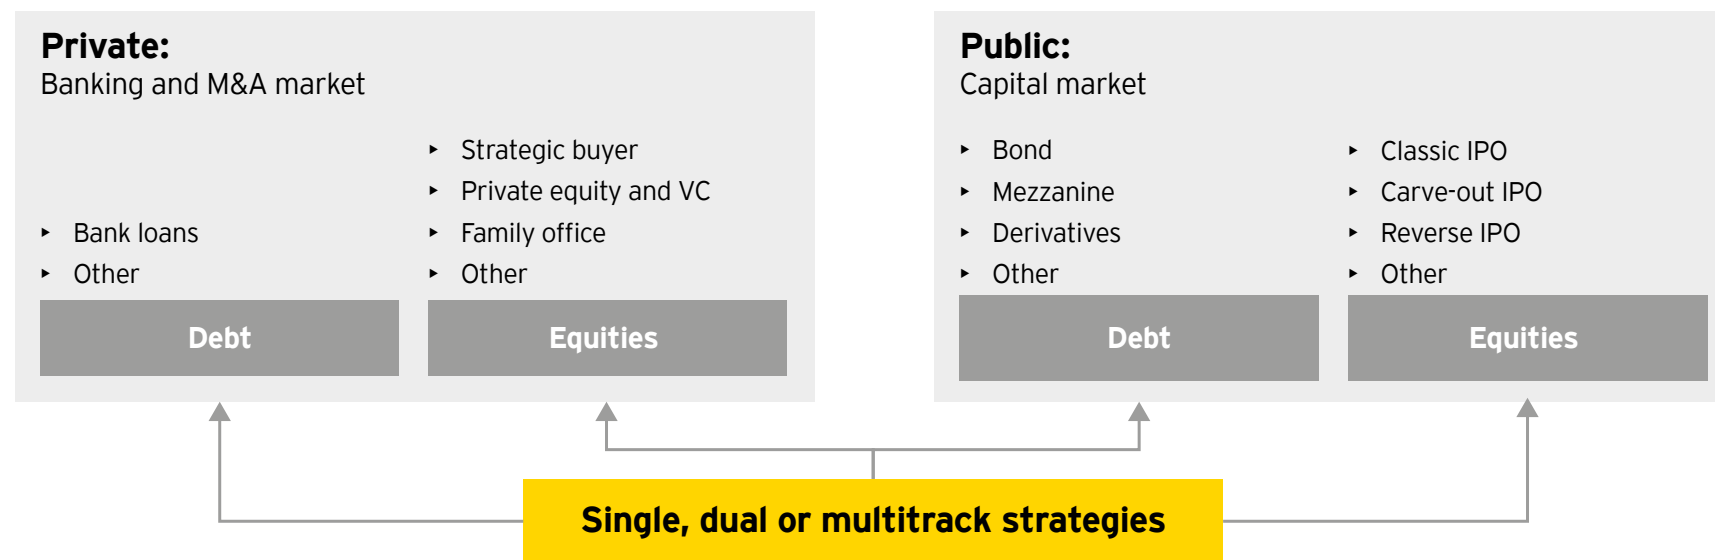 Private:
Banking and M&A market
‣ Bank loans
‣ Other
Debt
‣ Strategic buyer
‣ Private equity and VC
‣ Family office
‣ Other
Equities
Public:
Capital market
‣ Bond
‣ Mezzanine
‣ Derivatives
‣ Other
Debt
‣ Classic IPO
‣ Carve-out IPO
‣ Reverse IPO
‣ Other
Equities
Single, dual or multitrack strategies